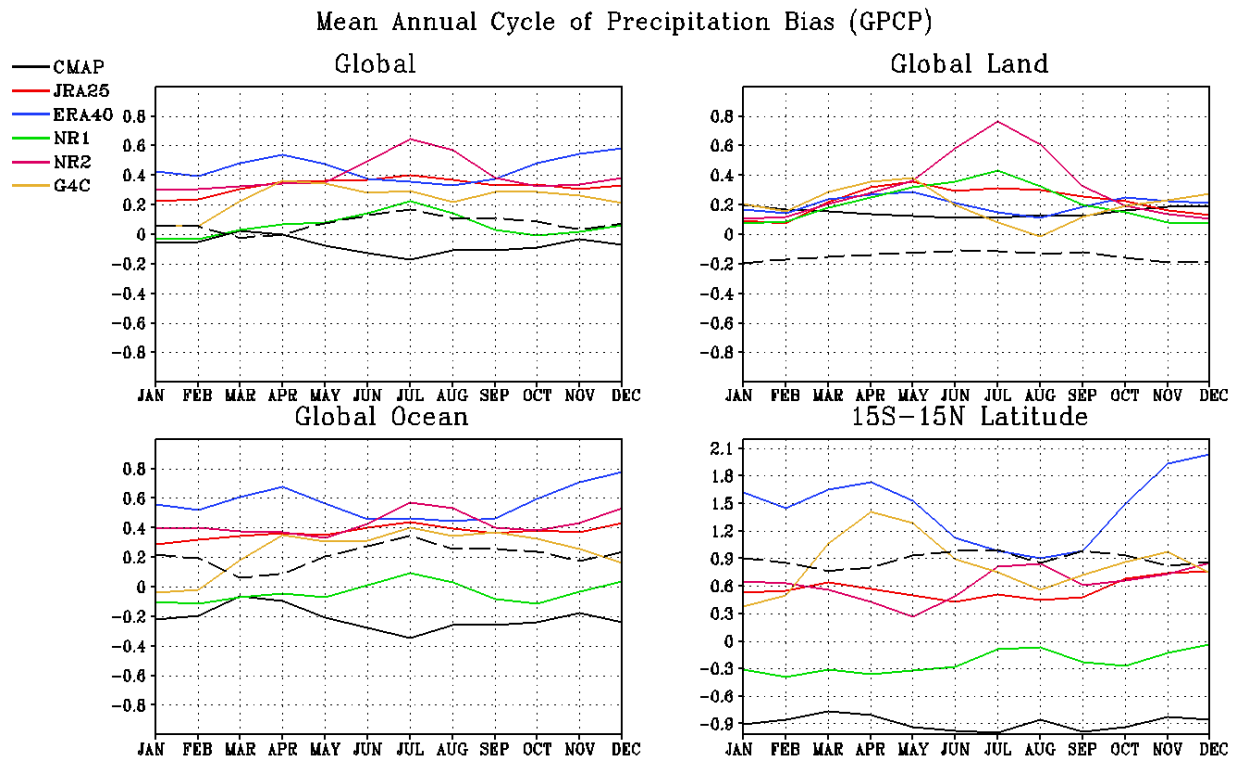 Mean Annual Cycle of Precipitation Bias (GPCP)
CMAP
JRA25
ERA40
NR1
NR2
G4C
Global
0.8
0.6
0.4
0.2
0
-0.2
-0.4
-0.6
-0.8
JAN FEB MAR APR MAY JUN JUL AUG SEP OCT NOV DEC
Global Land
0.8
0.6
0.4
0.2
0
-0.2
-0.4
-0.6
-0.8
JAN FEB MAR APR MAY JUN JUL AUG SEP OCT NOV DEC
Global Ocean
0.8
0.6
0.4
0.2
0
-0.2
-0.4
-0.6
-0.8
JAN FEB MAR APR MAY JUN JUL AUG SEP OCT NOV DEC
15S-15N Latitude
2.1
1.8
1.5
1.2
0.9
0.6
0.3
0
-0.3
-0.6
-0.9
JAN FEB MAR APR MAY JUN JUL AUG SEP OCT NOV DEC